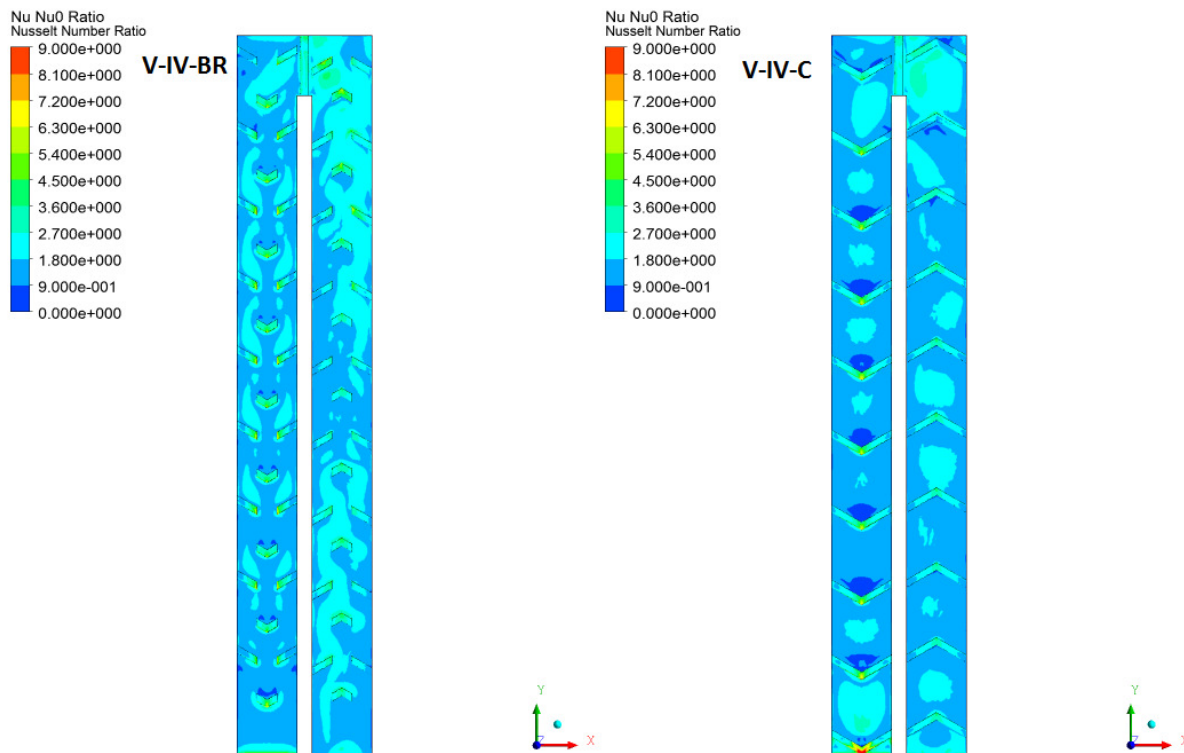 Nu Nu0 Ratio
Nusselt Number Ratio
9.000e+000
8.100e+000
7.200e+000
6.300e+000
5.400e+000
4.500e+000
3.600e+000
2.700e+000
1.800e+000
9.000e-001
0.000e+000
V-IV-BR
Y
Z
X
Nu Nu0 Ratio
Nusselt Number Ratio
9.000e+000
8.100e+000
7.200e+000
6.300e+000
5.400e+000
4.500e+000
3.600e+000
2.700e+000
1.800e+000
9.000e-001
0.000e+000
V-IV-C
Y
Z
X